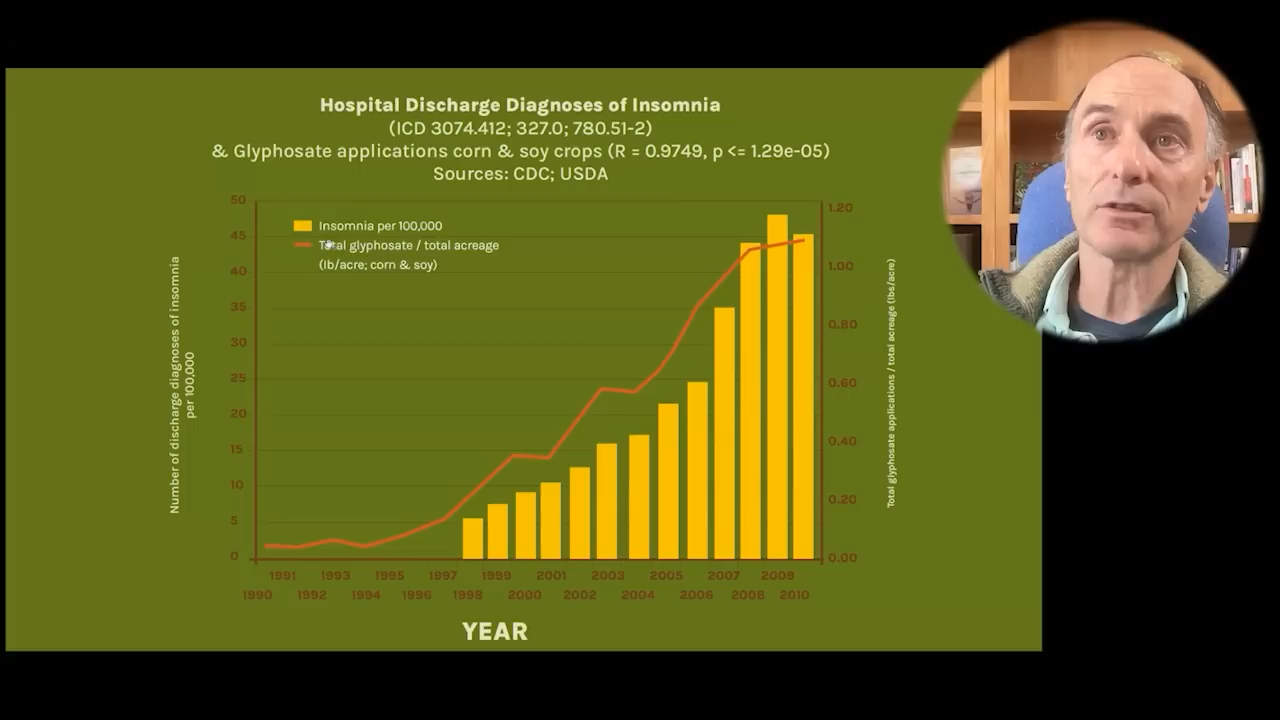 Hospital Discharge Diagnoses of Insomnia
(ICD 3074.412; 327.0; 780.51-2)
& Glyphosate applications corn & soy crops (R = 0.9749, p <= 1.29e-05)
Sources: CDC; USDA
Insomnia per 100,000
Total glyphosate / total acreage
(lb/acre; corn & soy)
Number of discharge diagnoses of insomnia
per 100,000
50
45
40
35
30
25
20
15
10
5
0
1.20
1.00
0.80
0.60
0.40
0.20
0.00
Total glyphosate applications / total acreage (lbs/acre)
1991 1993 1995 1997 1999 2001 2003 2005 2007 2009
1990 1992 1994 1996 1998 2000 2002 2004 2006 2008 2010
YEAR